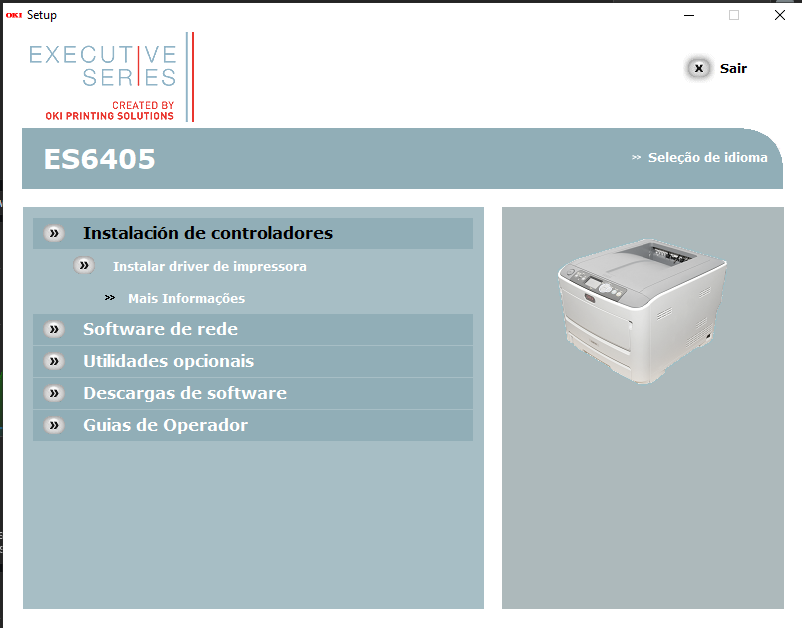 OKI Setup
EXECUTIVE
SERIES
CREATED BY
OKI PRINTING SOLUTIONS
x Sair
ES6405
>> Seleção de idioma
» Instalación de controladores
» Instalar driver de impressora
>> Mais Informações
» Software de rede
» Utilidades opcionais
» Descargas de software
» Guias de Operador